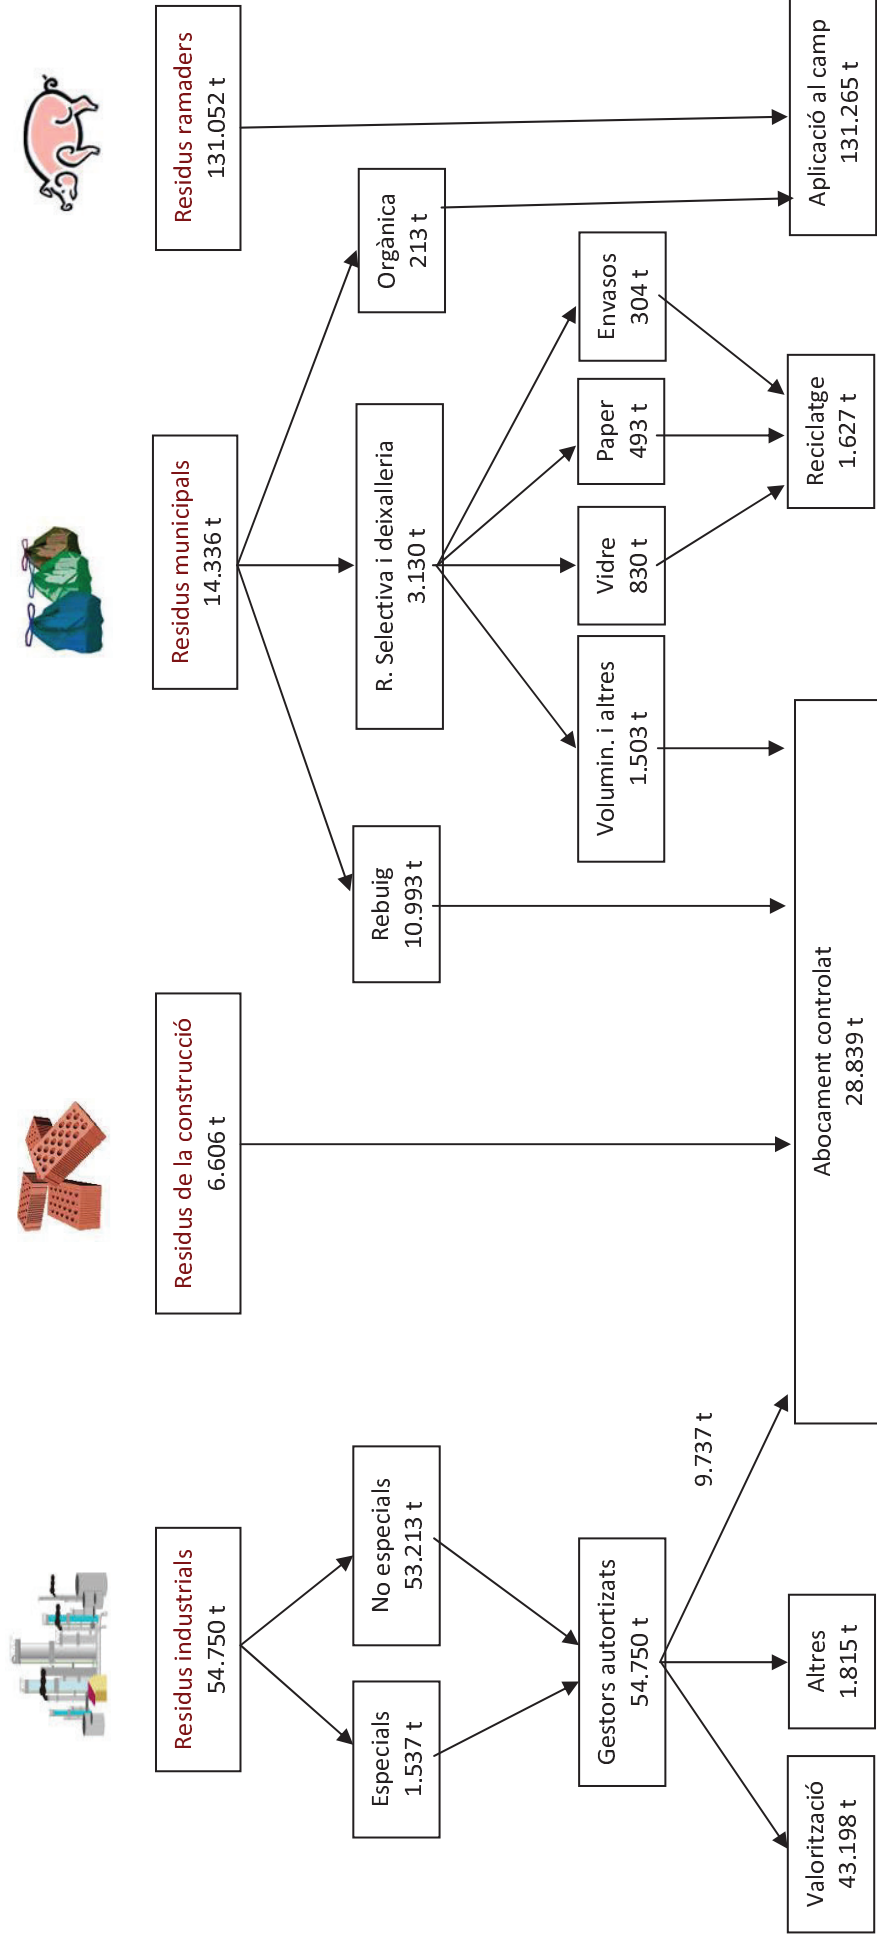 Residus industrials
54.750 t
Residus de la construcció
6.606 t
Residus municipals
14.336 t
Residus ramaders
131.052 t
Especials
1.537 t
No especials
53.213 t
Rebuig
10.993 t
R. Selectiva i deixalleria
3.130 t
Orgànica
213 t
Gestors autortizats
54.750 t
Volumin. i altres
1.503 t
Vidre
830 t
Paper
493 t
Envasos
304 t
9.737 t
Valorització
43.198 t
Altres
1.815 t
Abocament controlat
28.839 t
Reciclatge
1.627 t
Aplicació al camp
131.265 t